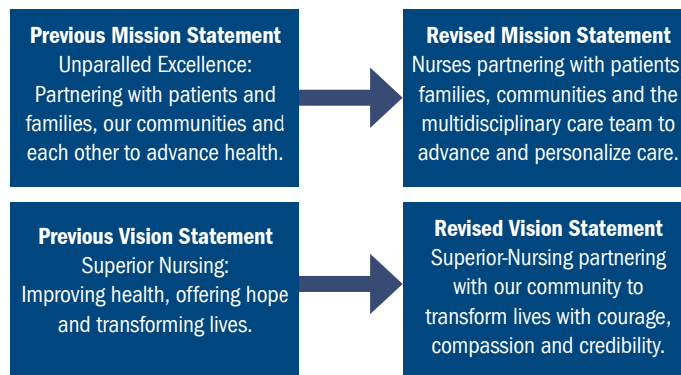 Previous Mission Statement
Unparalled Excellence:
Partnering with patients and
families, our communities and
each other to advance health.
Revised Mission Statement
Nurses partnering with patients
families, communities and the
multidisciplinary care team to
advance and personalize care.
Previous Vision Statement
Superior Nursing:
Improving health, offering hope
and transforming lives.
Revised Vision Statement
Superior-Nursing partnering
with our community to
transform lives with courage,
compassion and credibility.